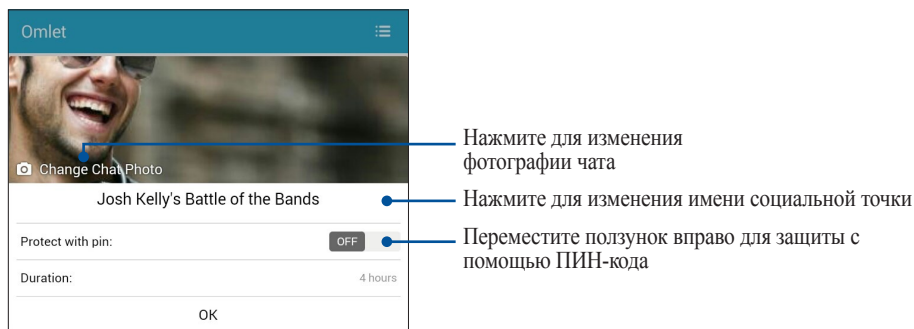 Omlet
Change Chat Photo
Josh Kelly's Battle of the Bands
Protect with pin:
OFF
Duration:
4 hours
OK
Нажмите для изменения
фотографии чата
Нажмите для изменения имени социальной точки
Переместите ползунок вправо для защиты с
помощью ПИН-кода